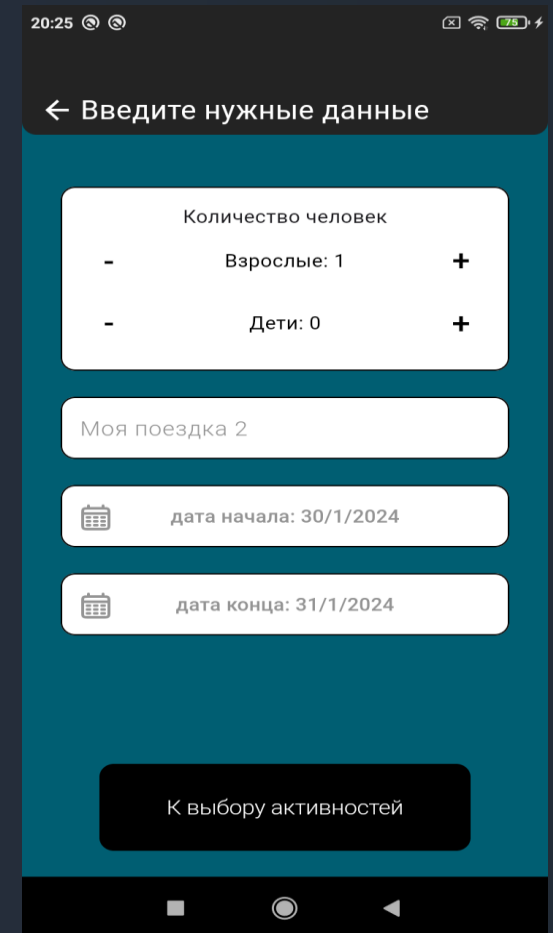 20:25
75
← Введите нужные данные
Количество человек
- Взрослые: 1 +
- Дети: 0 +
Моя поездка 2
дата начала: 30/1/2024
дата конца: 31/1/2024
К выбору активностей